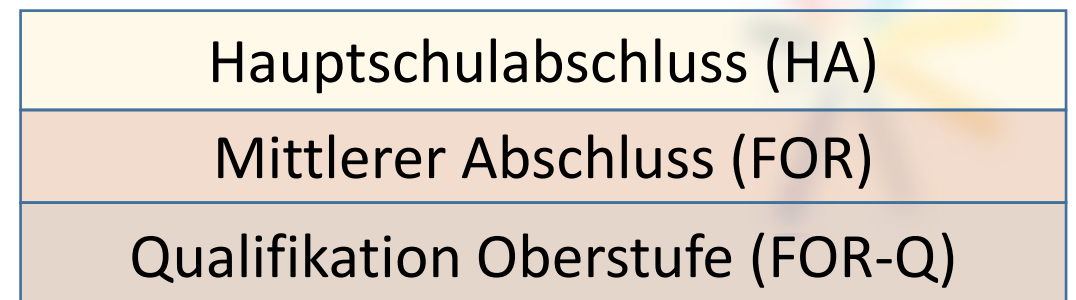 Hauptschulabschluss (HA)
Mittlerer Abschluss (FOR)
Qualifikation Oberstufe (FOR-Q)